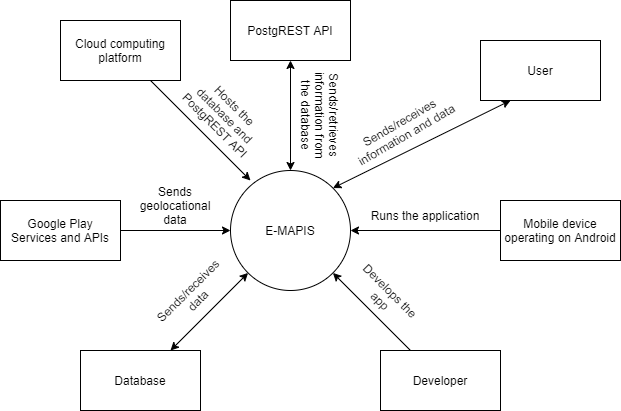 PostgREST API
Cloud computing
platform
User
Hosts the
database and
PostgREST API
Sends/retrieves
information from
the database
Sends/receives
information and data
Sends
geolocational
data
Google Play
Services and APIs
E-MAPIS
Runs the application
Mobile device
operating on Android
Sends/receives
data
Develops the
app
Database
Developer